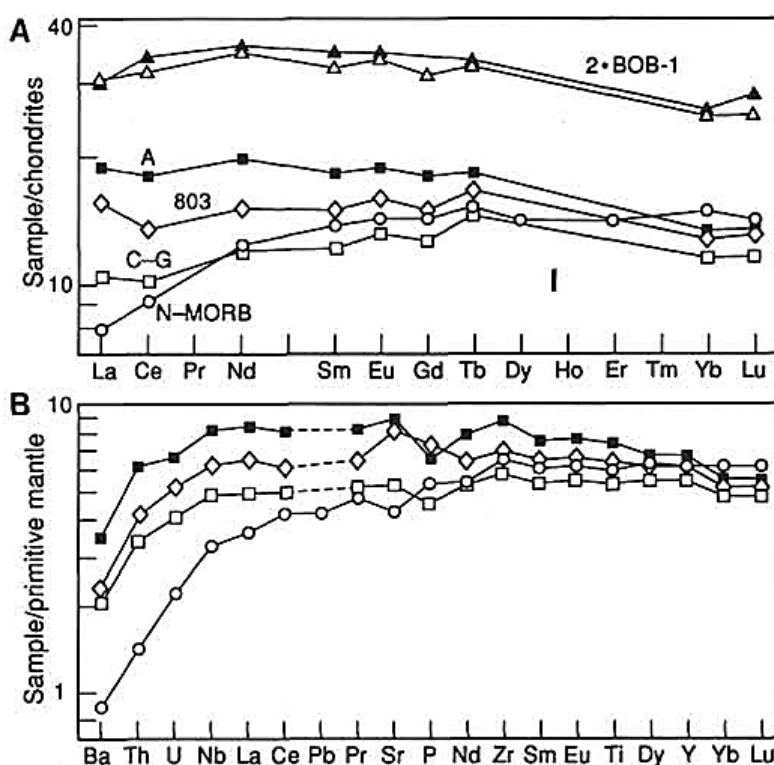 A
40
Sample/chondrites
2•BOB-1
A
803
C–G
10
N–MORB
I
La Ce Pr Nd Sm Eu Gd Tb Dy Ho Er Tm Yb Lu
B
10
Sample/primitive mantle
1
Ba Th U Nb La Ce Pb Pr Sr P Nd Zr Sm Eu Ti Dy Y Yb Lu